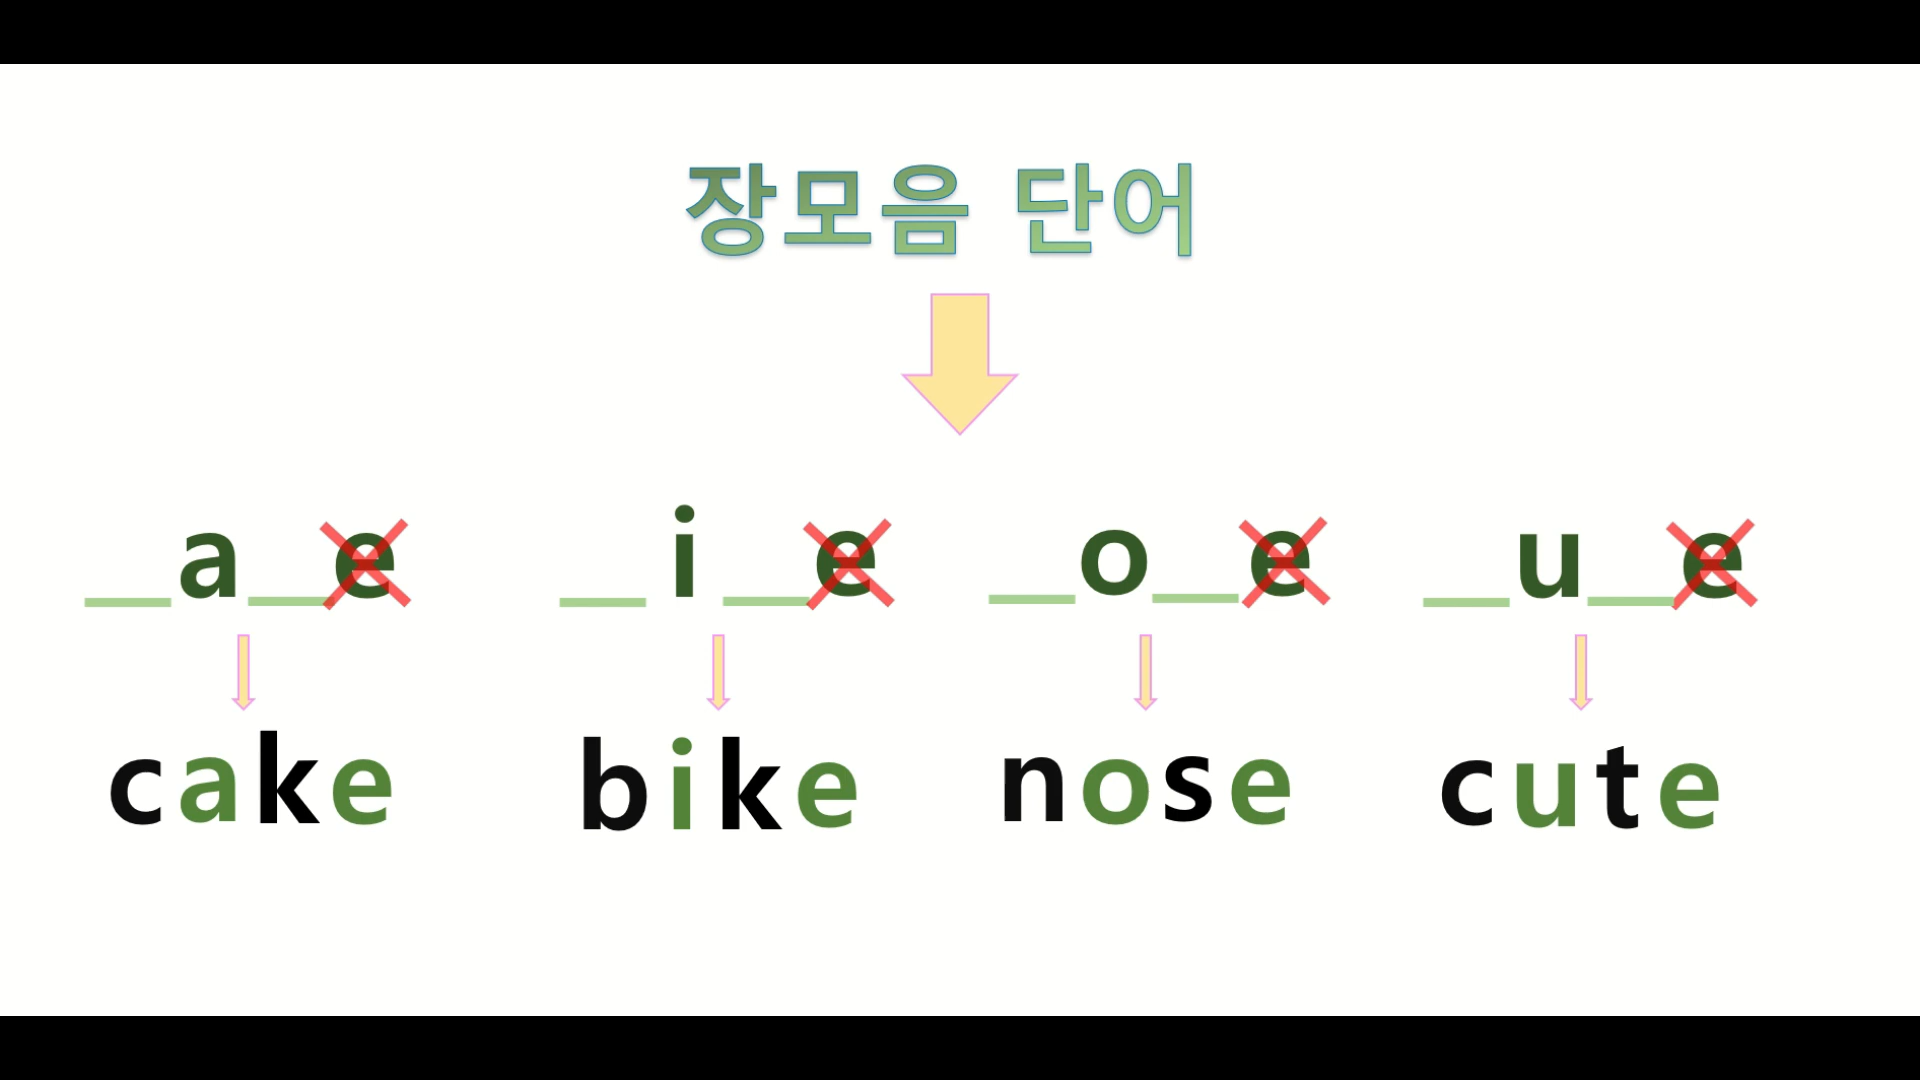 장모음 단어
_a_e _i_e _o_e _u_e
cake bike nose cute